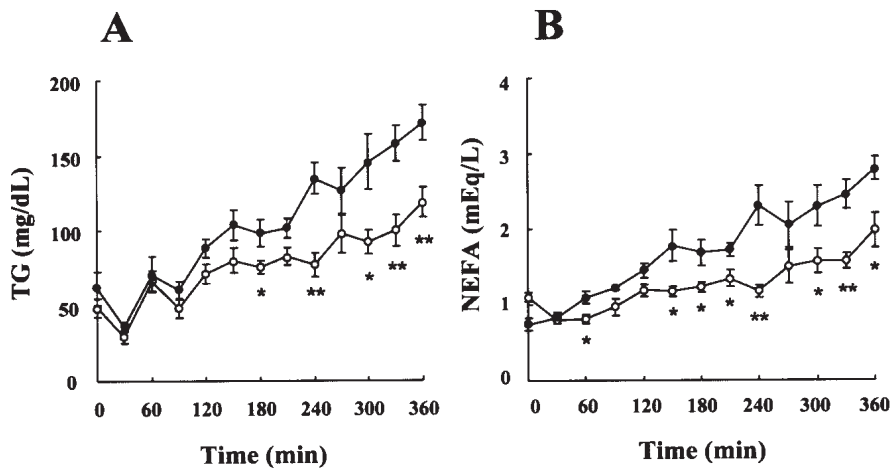 A
TG (mg/dL)
200
150
100
50
0
* ** * ** **
0 60 120 180 240 300 360
Time (min)
B
NEFA (mEq/L)
4
3
2
1
0
* * * * ** * ** *
0 60 120 180 240 300 360
Time (min)